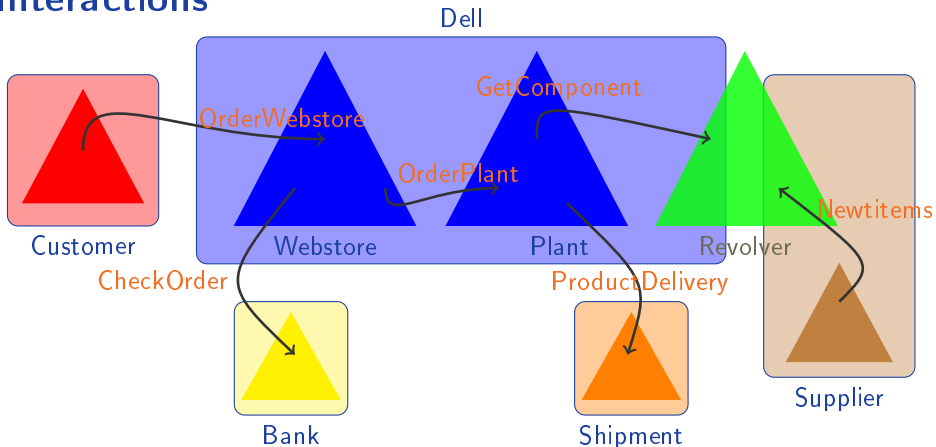 Interactions
Dell
OrderWebstore
GetComponent
OrderPlant
Newtitems
Customer
Webstore
Plant
Revolver
CheckOrder
ProductDelivery
Supplier
Bank
Shipment